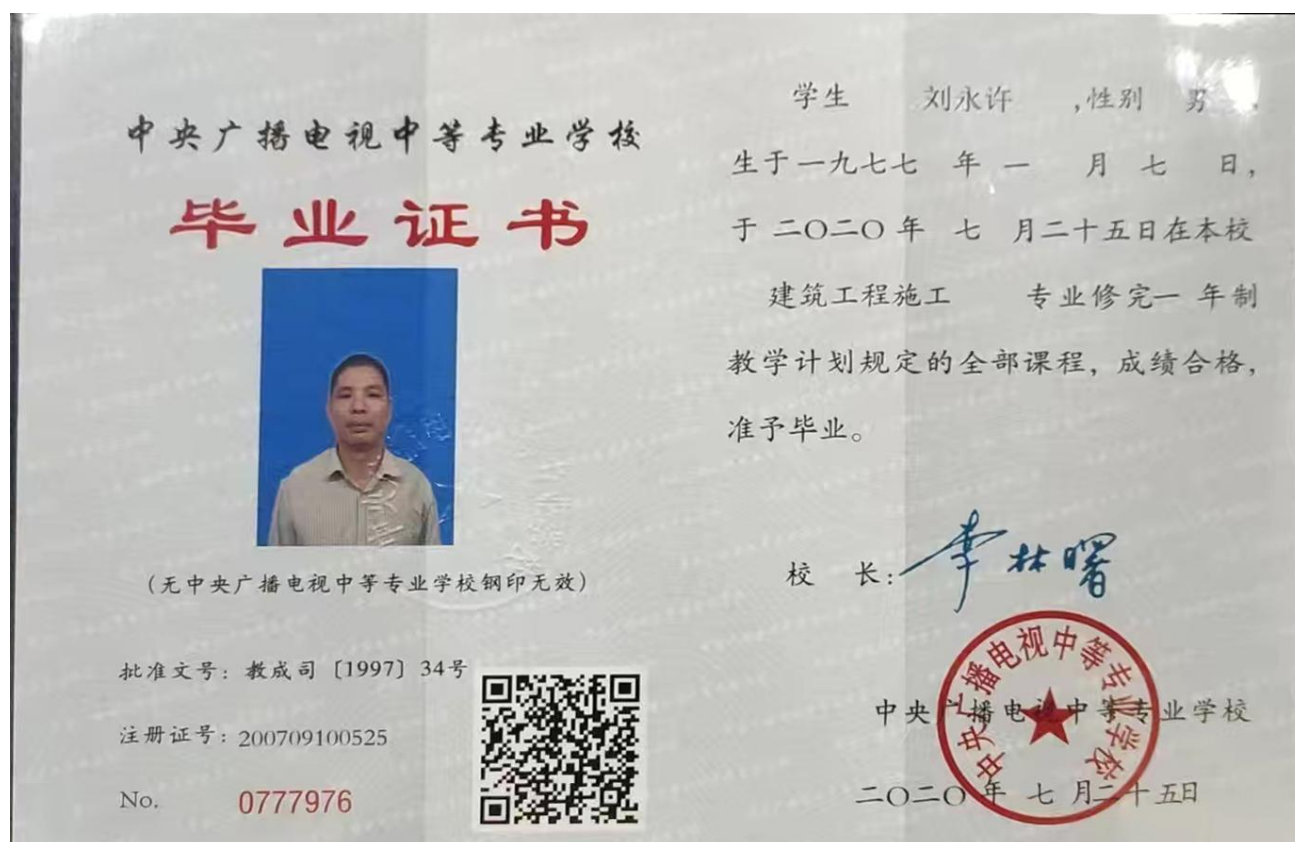 中央广播电视中等专业学校
毕业证书
(无中央广播电视中等专业学校钢印无效)
批准文号：教成司〔1997〕34号
注册证号：200709100525
No. 0777976
学生 刘永许 ,性别 男 .
生于一九七七 年 一 月 七 日，
于 二〇二〇 年 七 月二十五日在本校
建筑工程施工 专业修完一 年制
教学计划规定的全部课程，成绩合格，
准予毕业。
校 长：李林曙
中央广播电视中等专业学校
中央广播电视中等专业学校
二〇二〇 年 七 月二十五日